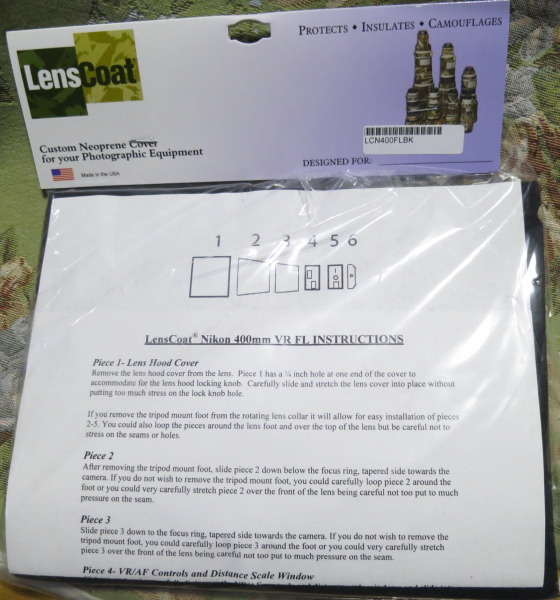 PROTECTS ♦ INSULATES ♦ CAMOUFLAGES
LensCoat
LCN400FLBK
Custom Neoprene Cover
for your Photographic Equipment
DESIGNED FOR:
Made in the USA
1 2 3 4 5 6
LensCoat® Nikon 400mm VR FL INSTRUCTIONS
Piece 1- Lens Hood Cover
Remove the lens hood cover from the lens. Piece 1 has a ¼ inch hole at one end of the cover to
accommodate for the lens hood locking knob. Carefully slide and stretch the lens cover into place without
putting too much stress on the lock knob hole.
If you remove the tripod mount foot from the rotating lens collar it will allow for easy installation of pieces
2-5. You could also loop the pieces around the lens foot and over the top of the lens but be careful not to
stress on the seams or holes.
Piece 2
After removing the tripod mount foot, slide piece 2 down below the focus ring, tapered side towards the
camera. If you do not wish to remove the tripod mount foot, you could carefully loop piece 2 around the
foot or you could very carefully stretch piece 2 over the front of the lens being careful not too put to much
pressure on the seam.
Piece 3
Slide piece 3 down to the focus ring, tapered side towards the camera. If you do not wish to remove the
tripod mount foot, you could carefully loop piece 3 around the foot or you could very carefully stretch
piece 3 over the front of the lens being careful not too put to much pressure on the seam.
Piece 4- VR/AF Controls and Distance Scale Window